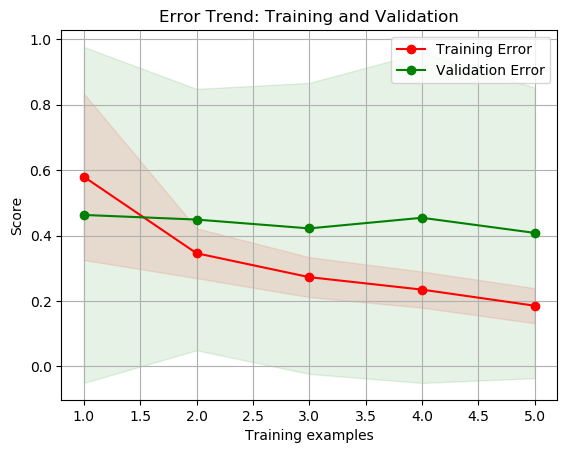 Error Trend: Training and Validation
1.0
0.8
0.6
0.4
0.2
0.0
Score
Training Error
Validation Error
1.0 1.5 2.0 2.5 3.0 3.5 4.0 4.5 5.0
Training examples